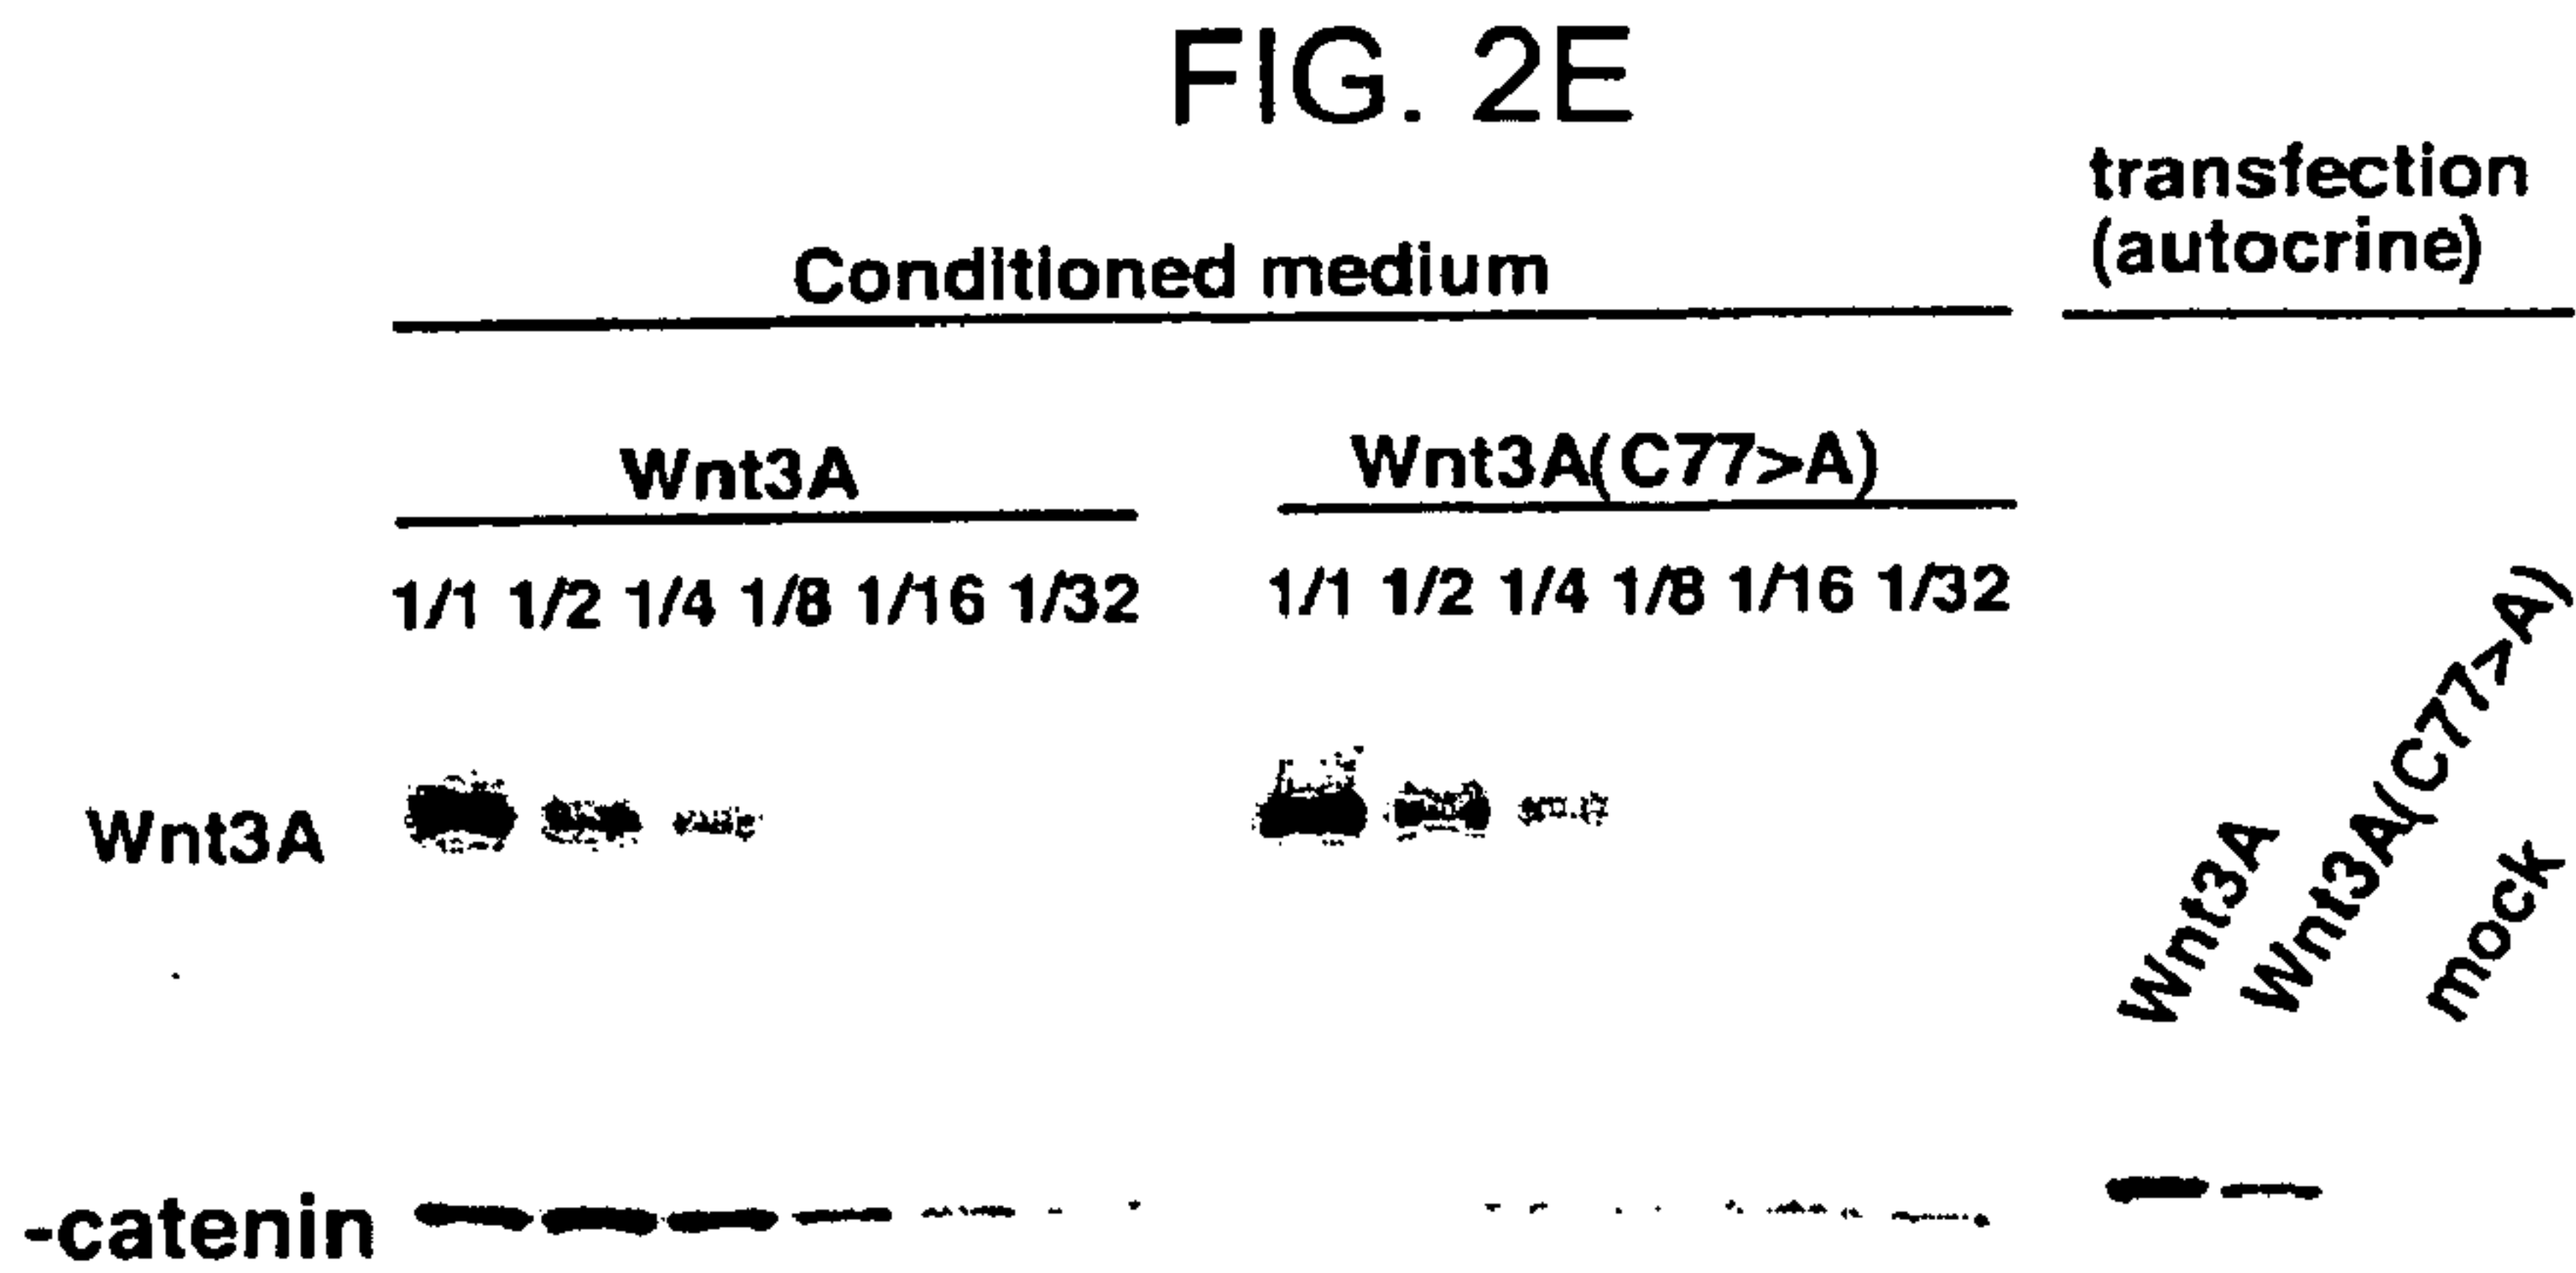 FIG. 2E
transfection
(autocrine)
Conditioned medium
Wnt3A
Wnt3A(C77>A)
1/1 1/2 1/4 1/8 1/16 1/32
1/1 1/2 1/4 1/8 1/16 1/32
Wnt3A
Wnt3A
Wnt3A(C77>A)
mock
-catenin